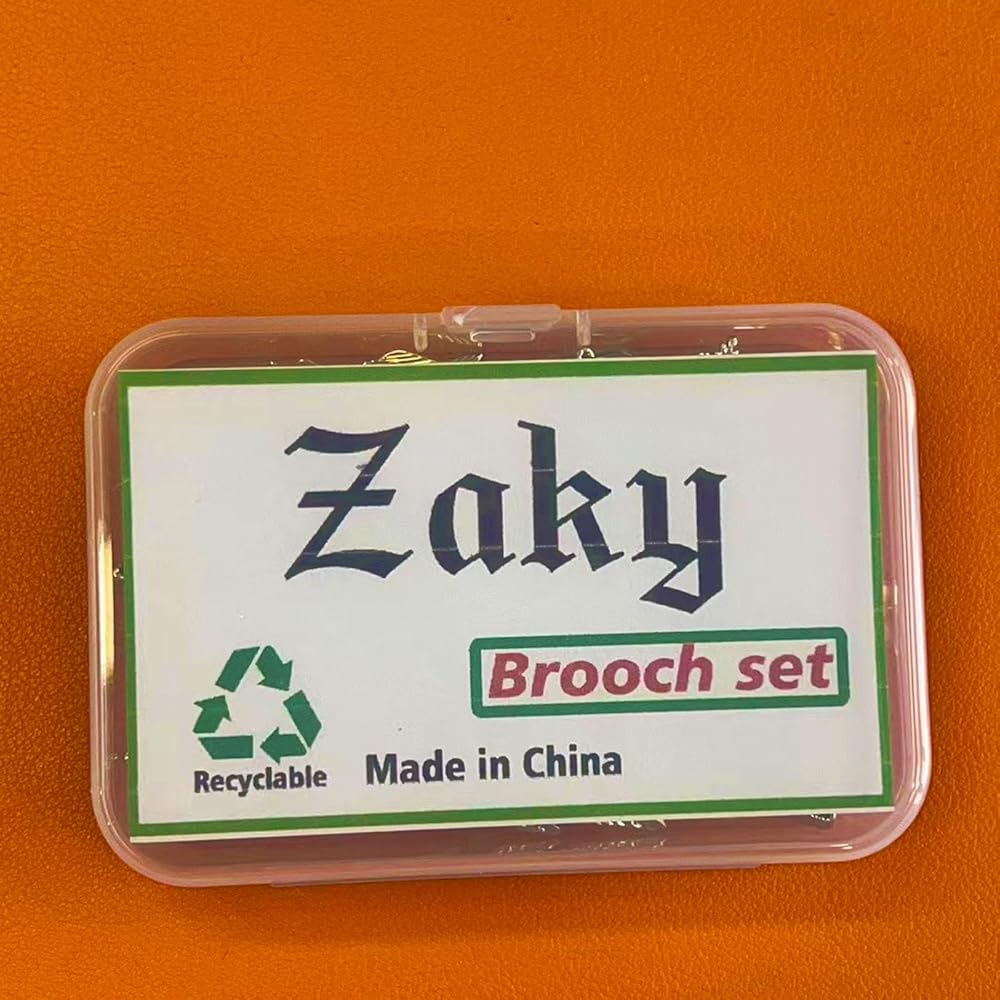 Zaky
Brooch set
Recyclable
Made in China